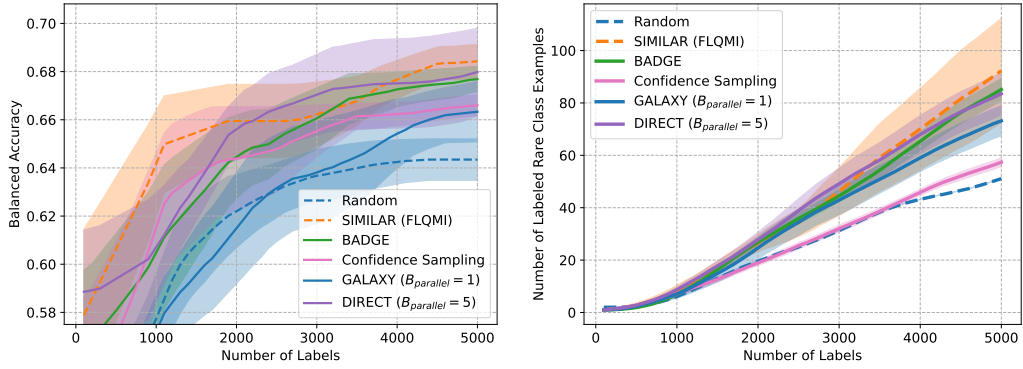 0.70
0.68
0.66
0.64
0.62
0.60
0.58
Balanced Accuracy
0 1000 2000 3000 4000 5000
Number of Labels
Random
SIMILAR (FLQMI)
BADGE
Confidence Sampling
GALAXY (B_parallel = 1)
DIRECT (B_parallel = 5)
100
80
60
40
20
0
Number of Labeled Rare Class Examples
0 1000 2000 3000 4000 5000
Number of Labels
Random
SIMILAR (FLQMI)
BADGE
Confidence Sampling
GALAXY (B_parallel = 1)
DIRECT (B_parallel = 5)